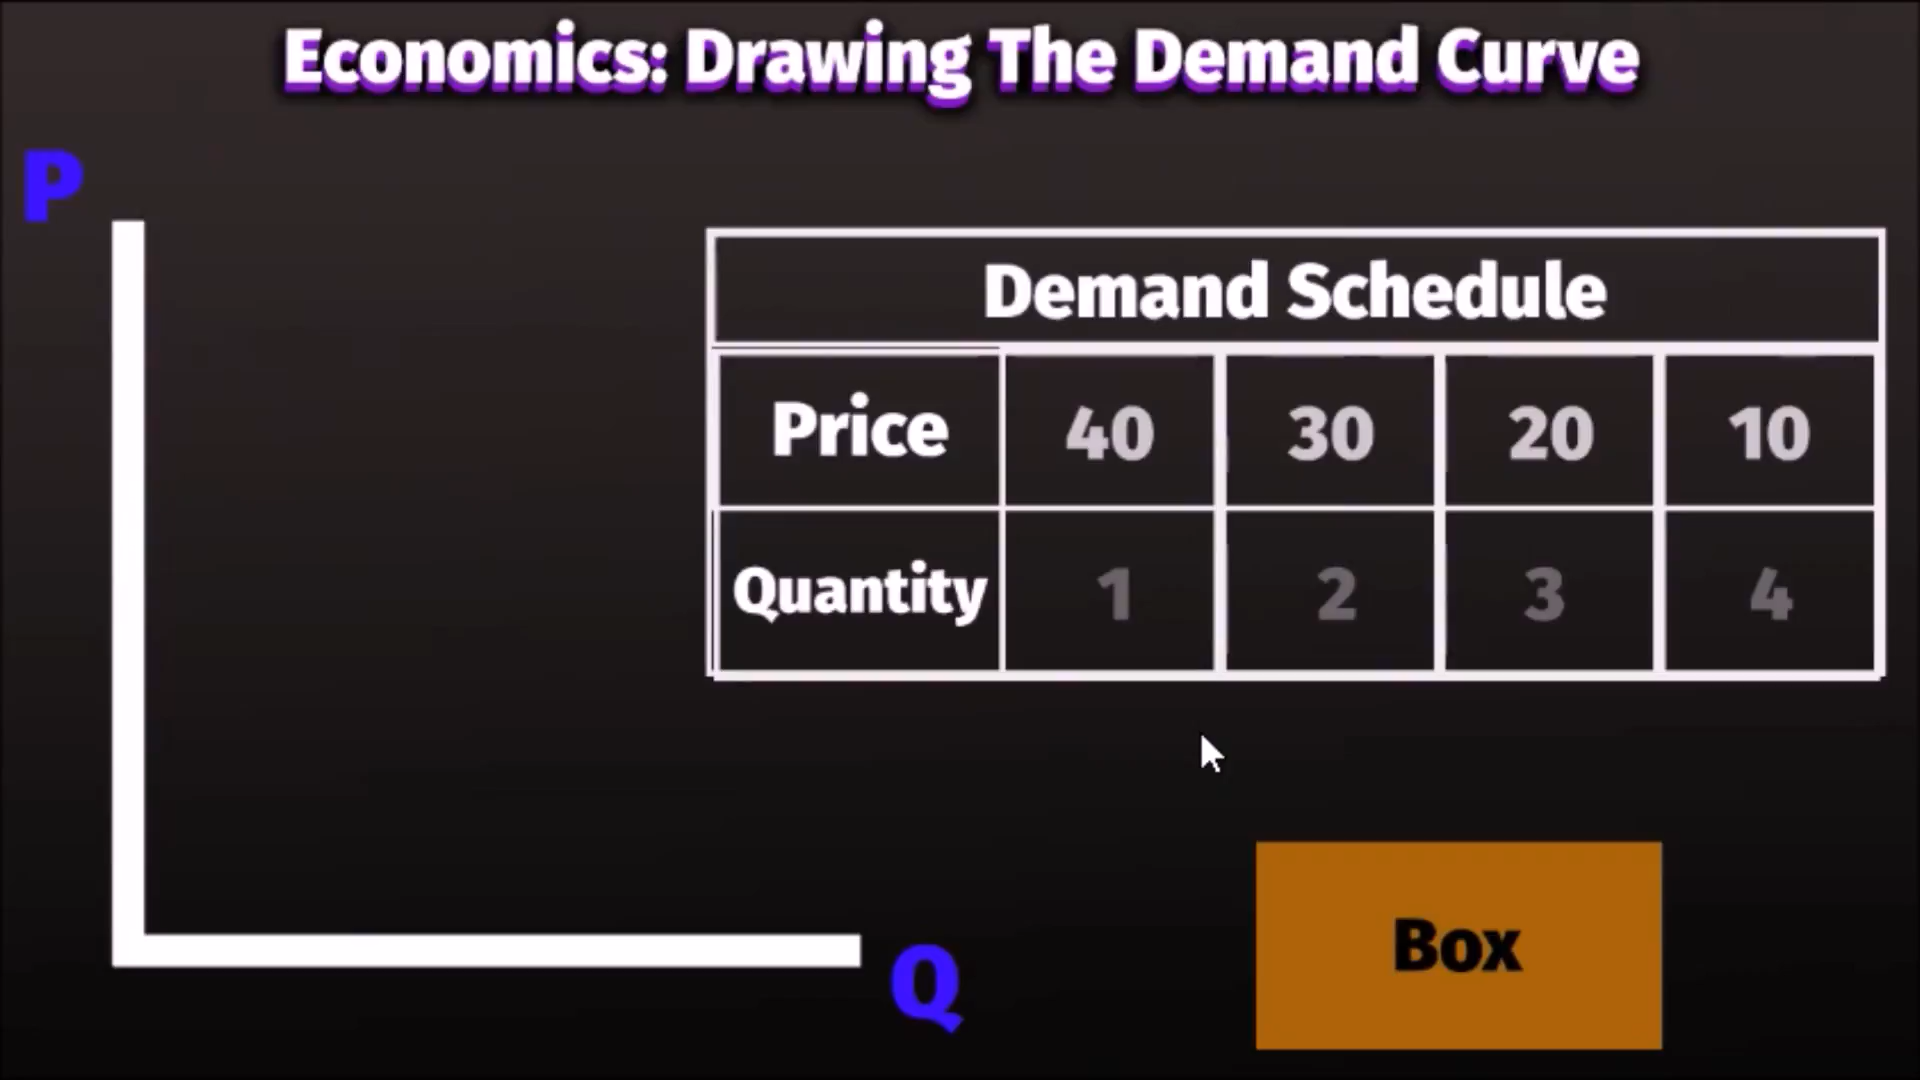 Economics: Drawing The Demand Curve
P
Demand Schedule
Price 40 30 20 10
Quantity 1 2 3 4
Box
Q